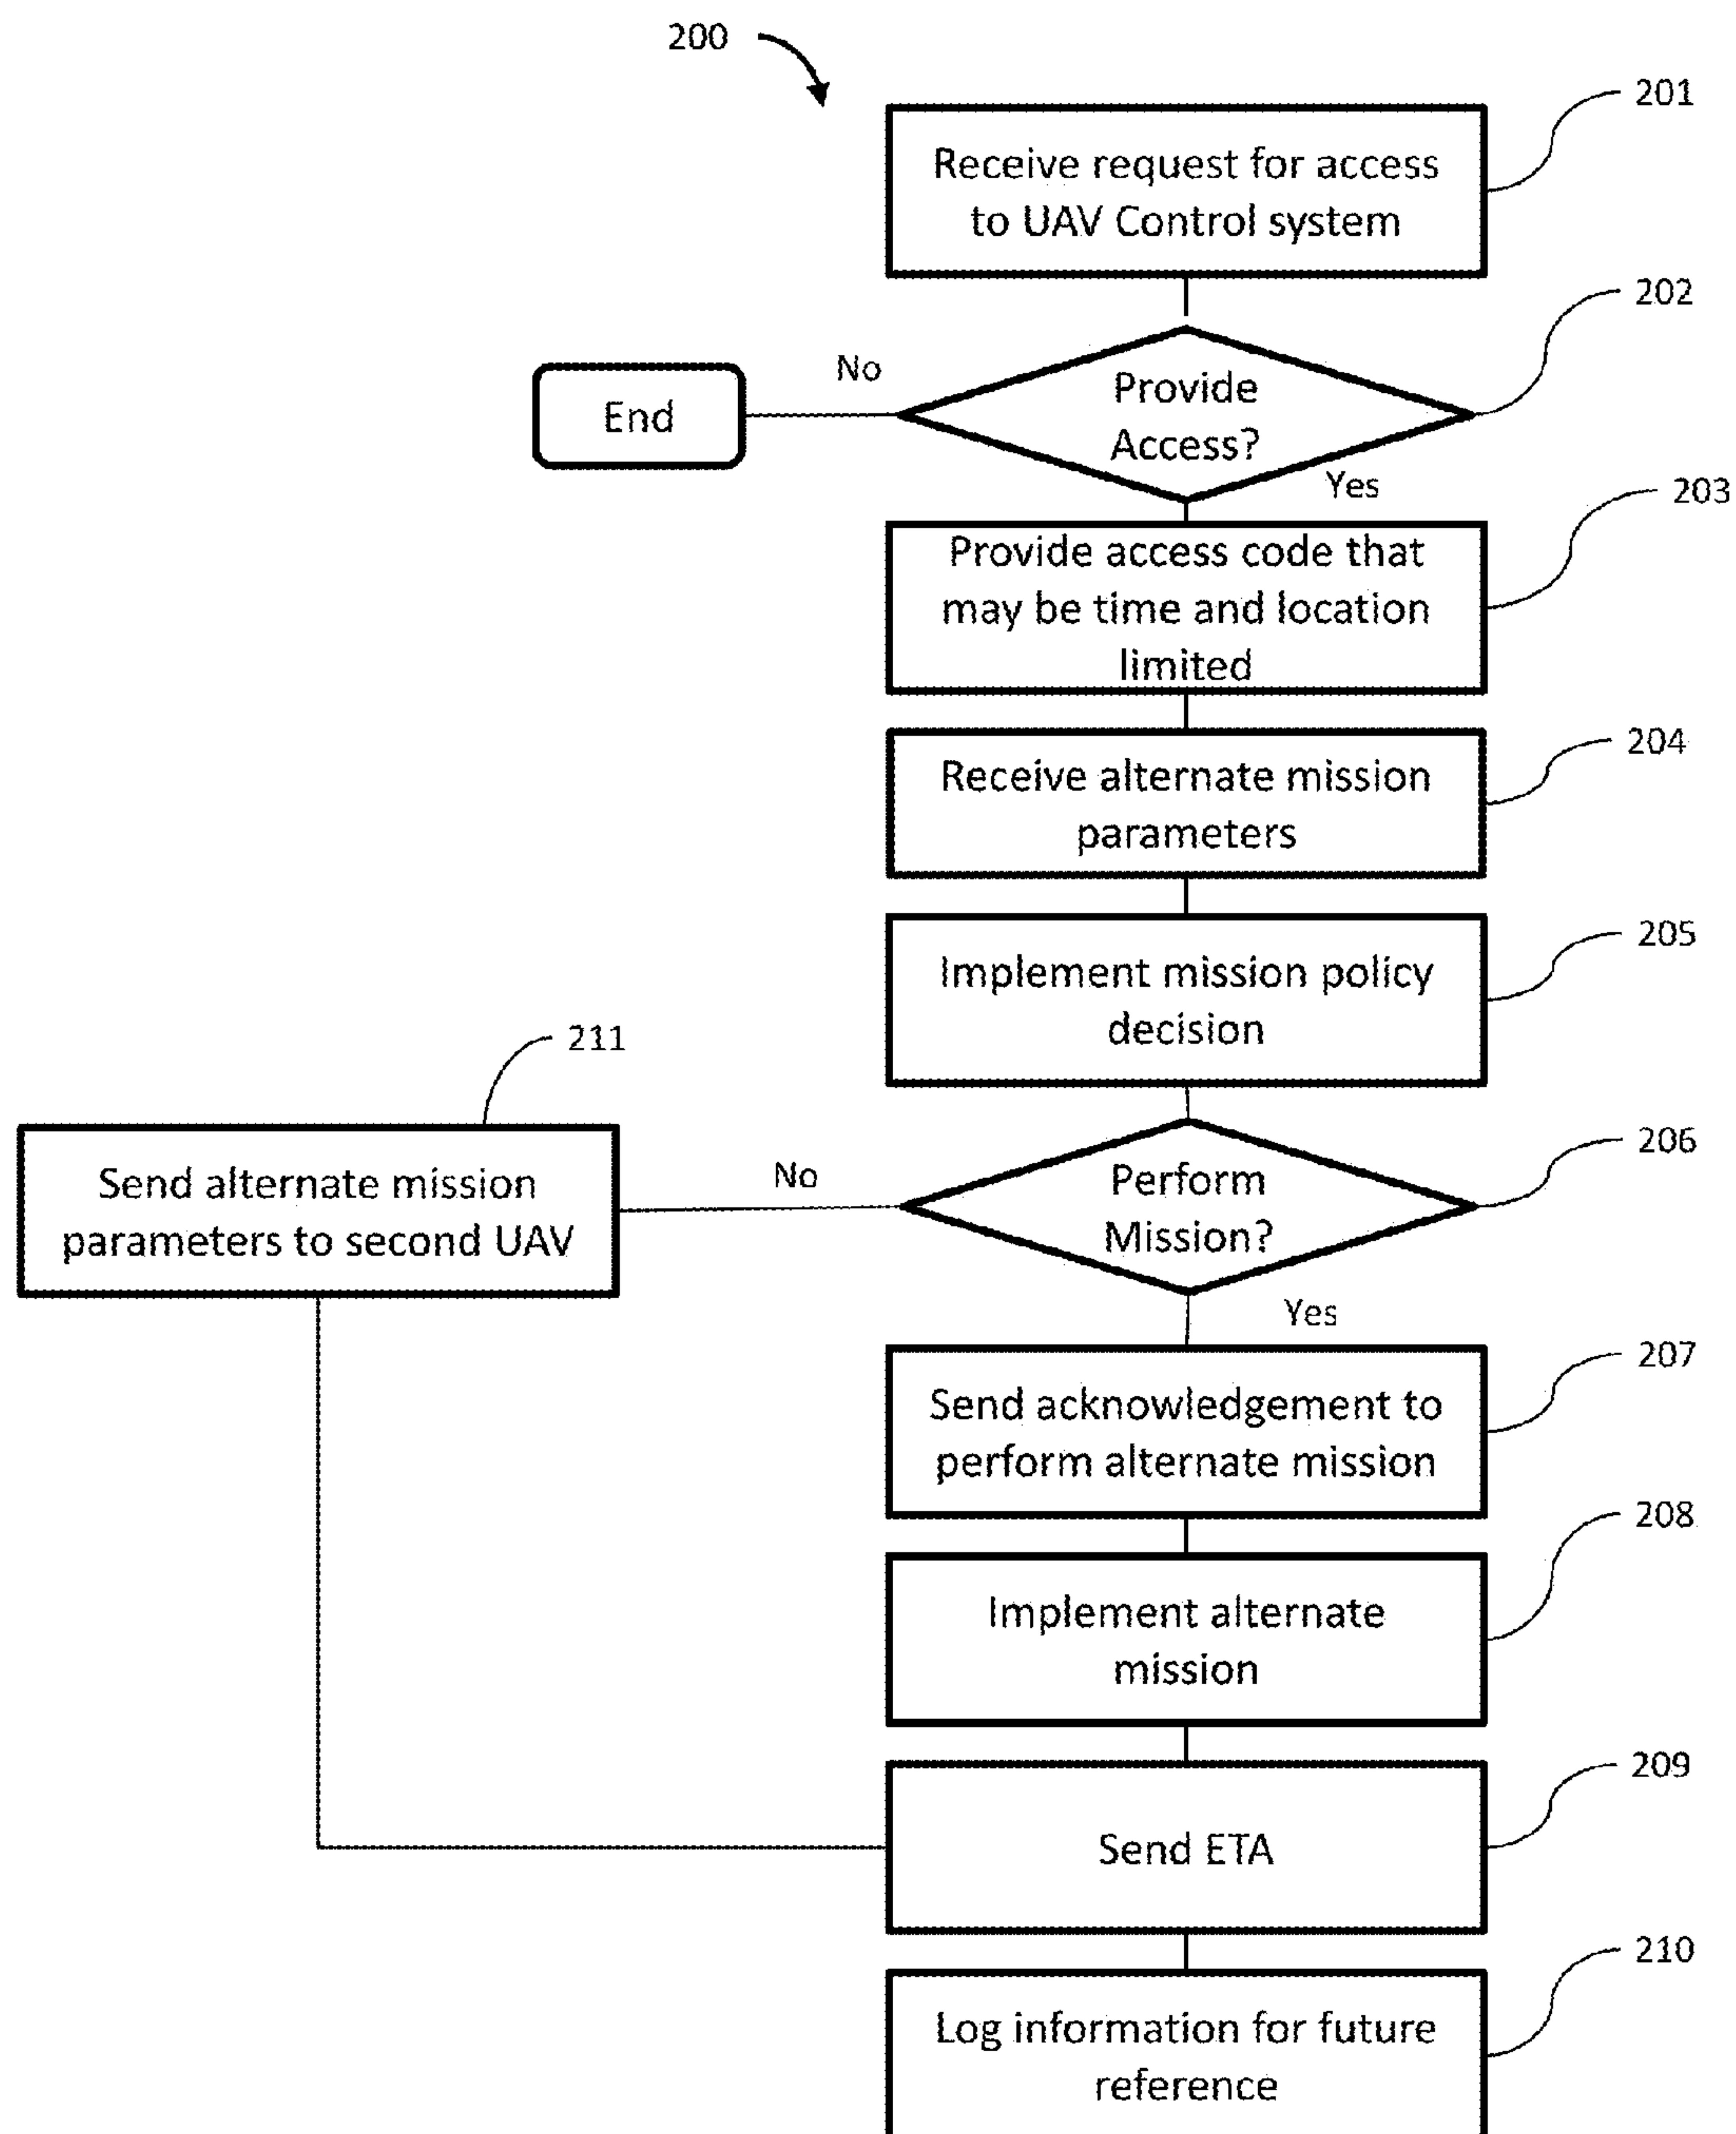 200
201
Receive request for access
to UAV Control system
202
No
End
Provide
Access?
Yes
203
Provide access code that
may be time and location
limited
204
Receive alternate mission
parameters
205
Implement mission policy
decision
211
Send alternate mission
parameters to second UAV
206
No
Perform
Mission?
Yes
207
Send acknowledgement to
perform alternate mission
208
Implement alternate
mission
209
Send ETA
210
Log information for future
reference